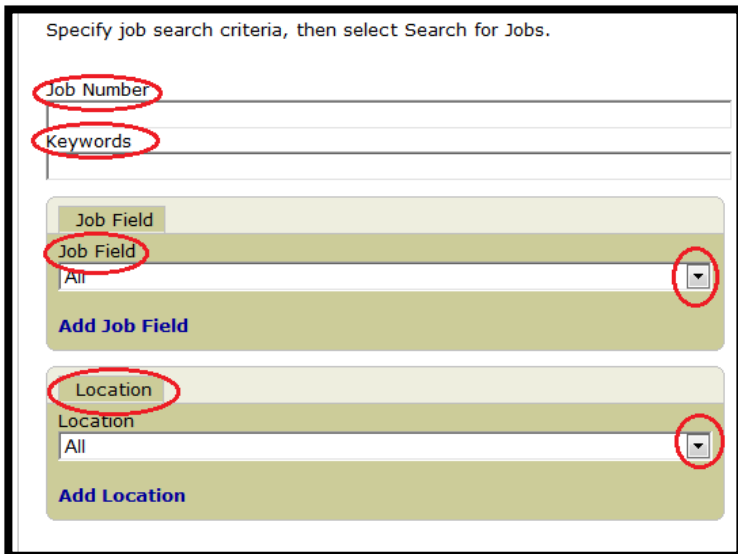 Specify job search criteria, then select Search for Jobs.
Job Number
Keywords
Job Field
Job Field
All
Add Job Field
Location
Location
All
Add Location